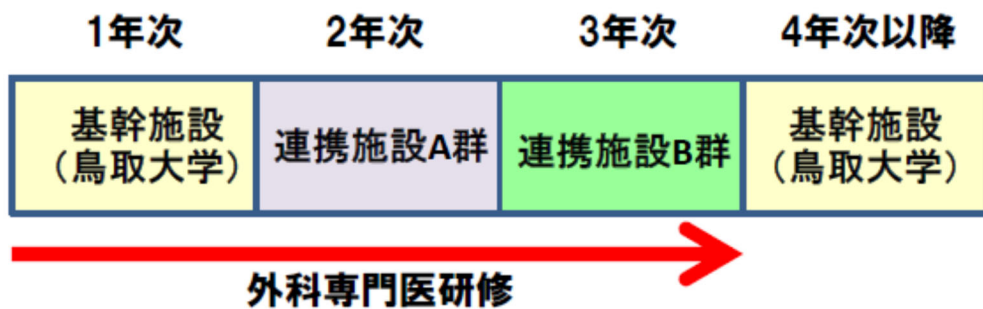 1年次 2年次 3年次 4年次以降
基幹施設
（鳥取大学）
連携施設A群
連携施設B群
基幹施設
（鳥取大学）
外科専門医研修